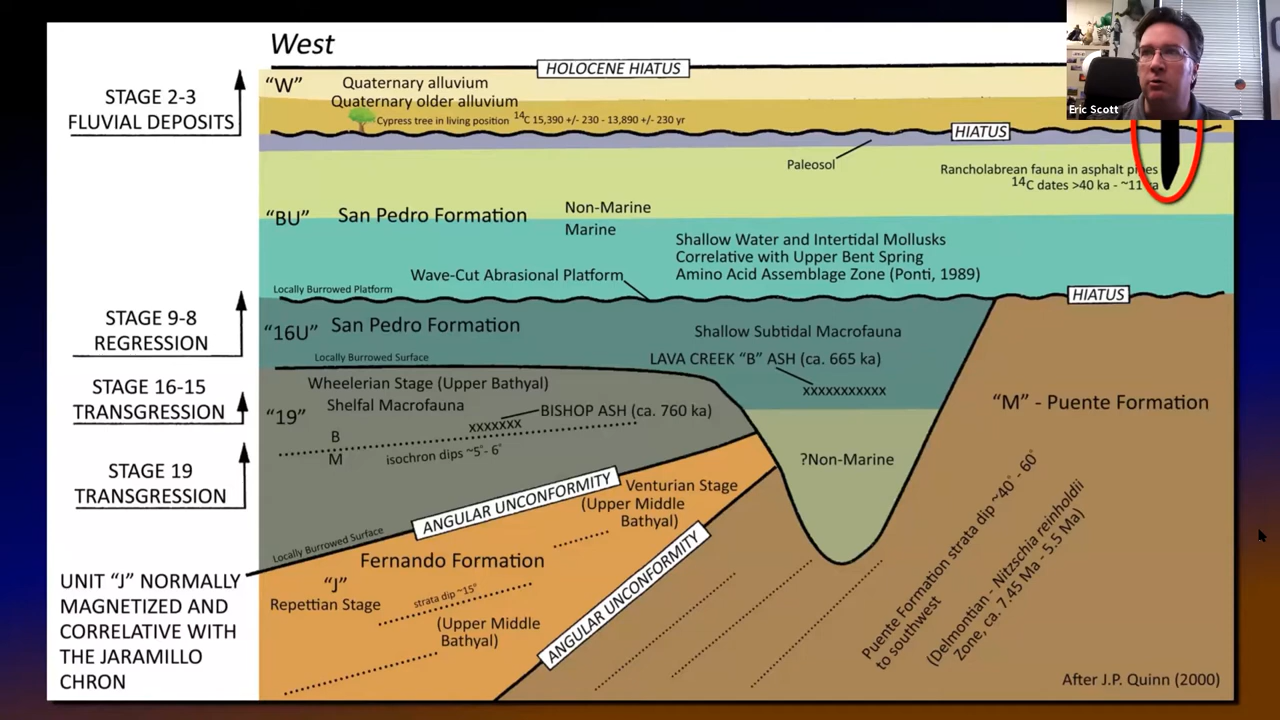 West
HOLOCENE HIATUS
Eric Scott
STAGE 2-3
FLUVIAL DEPOSITS
"W"
Quaternary alluvium
Quaternary older alluvium
Cypress tree in living position 14C 15,390 +/- 230 - 13,890 +/- 230 yr
HIATUS
Paleosol
Rancholabrean fauna in asphalt pipes
14C dates >40 ka - ~11 ka
"BU"
San Pedro Formation
Non-Marine
Marine
Shallow Water and Intertidal Mollusks
Correlative with Upper Bent Spring
Amino Acid Assemblage Zone (Ponti, 1989)
Wave-Cut Abrasional Platform
Locally Burrowed Platform
HIATUS
STAGE 9-8
REGRESSION
"16U"
San Pedro Formation
Shallow Subtidal Macrofauna
Locally Burrowed Surface
LAVA CREEK "B" ASH (ca. 665 ka)
xxxxxxxxxxx
STAGE 16-15
TRANSGRESSION
Wheelerian Stage (Upper Bathyal)
Shelfal Macrofauna
"19"
BISHOP ASH (ca. 760 ka)
xxxxxxx
B
M
isochron dips ~5°- 6°
"M" - Puente Formation
STAGE 19
TRANSGRESSION
?Non-Marine
ANGULAR UNCONFORMITY
Venturian Stage
(Upper Middle
Bathyal)
Locally Burrowed Surface
Fernando Formation
"J"
Repettian Stage
strata dip ~15°
(Upper Middle
Bathyal)
ANGULAR UNCONFORMITY
Puente Formation strata dip ~40° - 60°
to southwest
(Delmontian - Nitzschia reinholdii
Zone, ca. 7.45 Ma - 5.5 Ma)
UNIT "J" NORMALLY
MAGNETIZED AND
CORRELATIVE WITH
THE JARAMILLO
CHRON
After J.P. Quinn (2000)